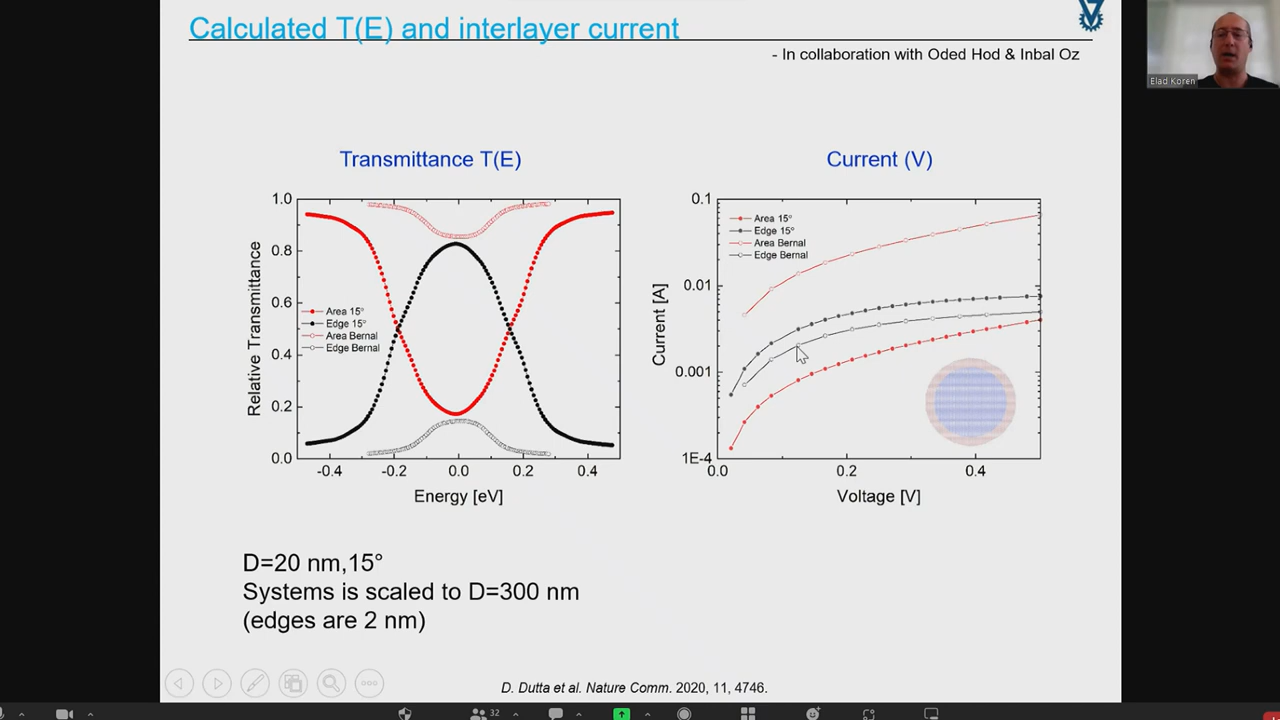 Calculated T(E) and interlayer current
- In collaboration with Oded Hod & Inbal Oz
Elad Koren
Transmittance T(E)
Relative Transmittance
1.0
0.8
0.6
0.4
0.2
0.0
Area 15°
Edge 15°
Area Bernal
Edge Bernal
-0.4 -0.2 0.0 0.2 0.4
Energy [eV]
Current (V)
Current [A]
0.1
0.01
0.001
1E-4
Area 15°
Edge 15°
Area Bernal
Edge Bernal
0.0 0.2 0.4
Voltage [V]
D=20 nm,15°
Systems is scaled to D=300 nm
(edges are 2 nm)
D. Dutta et al. Nature Comm. 2020, 11, 4746.
32